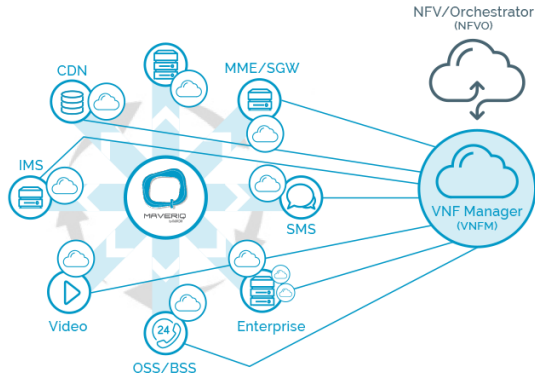 NFV/Orchestrator
(NFVO)
CDN
MME/SGW
IMS
MAVERIQ
SMS
VNF Manager
(VNFM)
Video
24
Enterprise
OSS/BSS